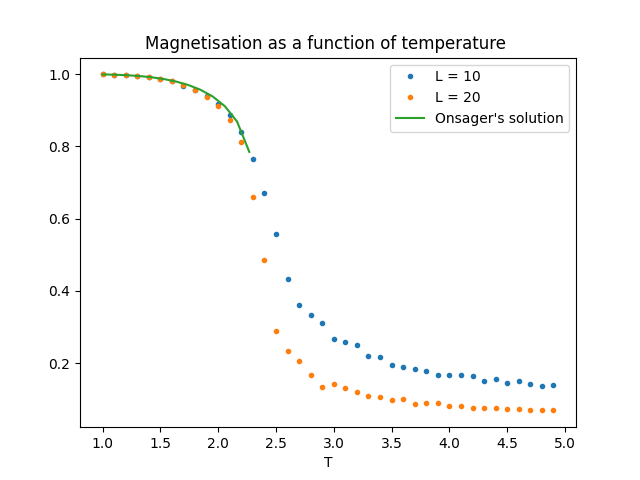 Magnetisation as a function of temperature
L = 10
L = 20
Onsager's solution
1.0
0.8
0.6
0.4
0.2
1.0 1.5 2.0 2.5 3.0 3.5 4.0 4.5 5.0
T